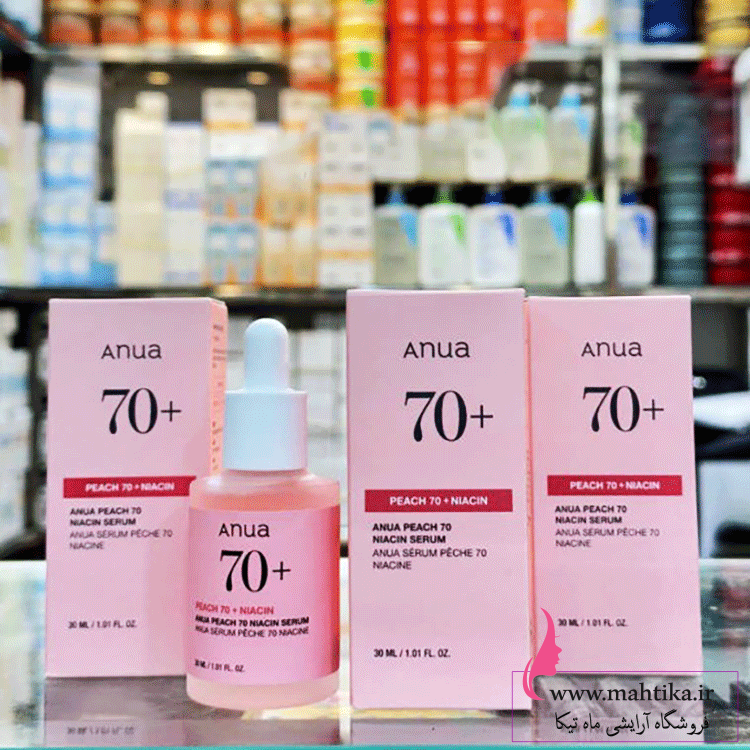 Anua
70+
PEACH 70 + NIACIN
ANUA PEACH 70
NIACIN SERUM
ANUA SÉRUM PÊCHE 70
NIACINE
30 ML / 1.01 FL. OZ.
Anua
70+
PEACH 70 + NIACIN
ANUA PEACH 70 NIACIN SERUM
ANUA SÉRUM PÊCHE 70 NIACINE
30 ML / 1.01 FL. OZ.
Anua
70+
PEACH 70 + NIACIN
ANUA PEACH 70
NIACIN SERUM
ANUA SÉRUM PÊCHE 70
NIACINE
30 ML / 1.01 FL. OZ.
Anua
70+
PEACH 70 + NIACIN
ANUA PEACH 70
NIACIN SERUM
ANUA SÉRUM PÊCHE 70
NIACINE
30 ML / 1.01 FL. OZ.
www.mahtika.ir
فروشگاه آرایشی ماه تیکا